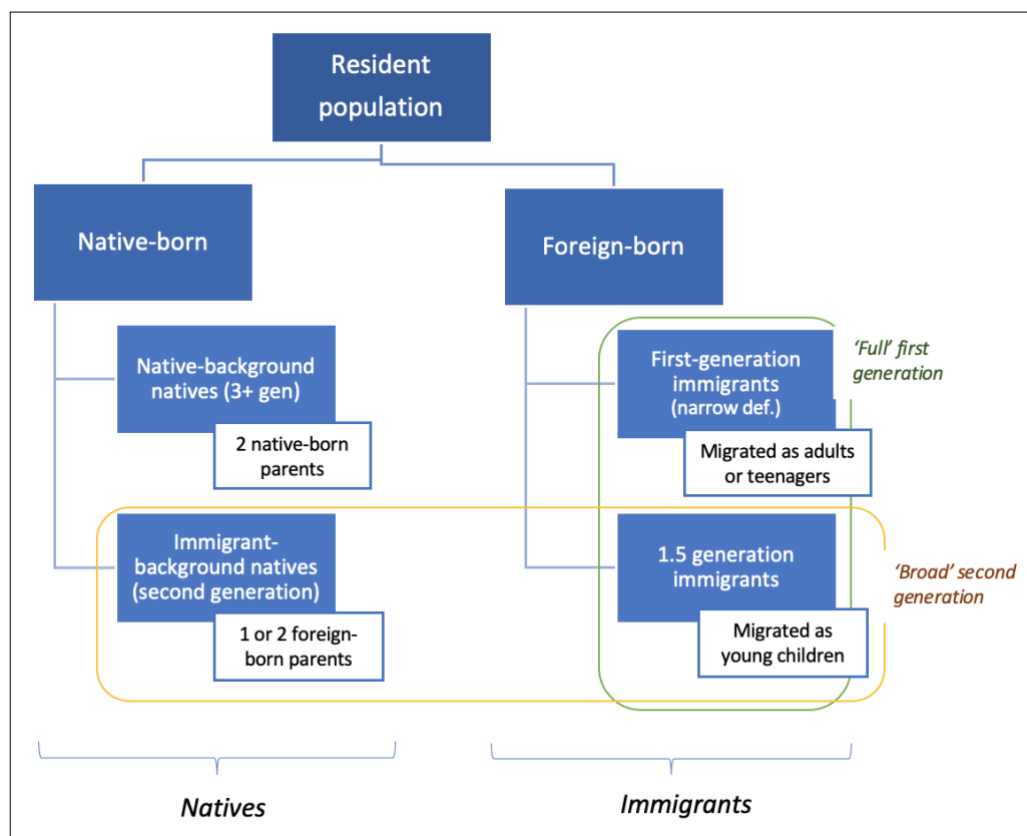 Resident
population
Native-born
Foreign-born
Native-background
natives (3+ gen)
2 native-born
parents
First-generation
immigrants
(narrow def.)
Migrated as adults
or teenagers
‘Full’ first
generation
Immigrant-
background natives
(second generation)
1 or 2 foreign-
born parents
1.5 generation
immigrants
Migrated as
young children
‘Broad’ second
generation
Natives
Immigrants